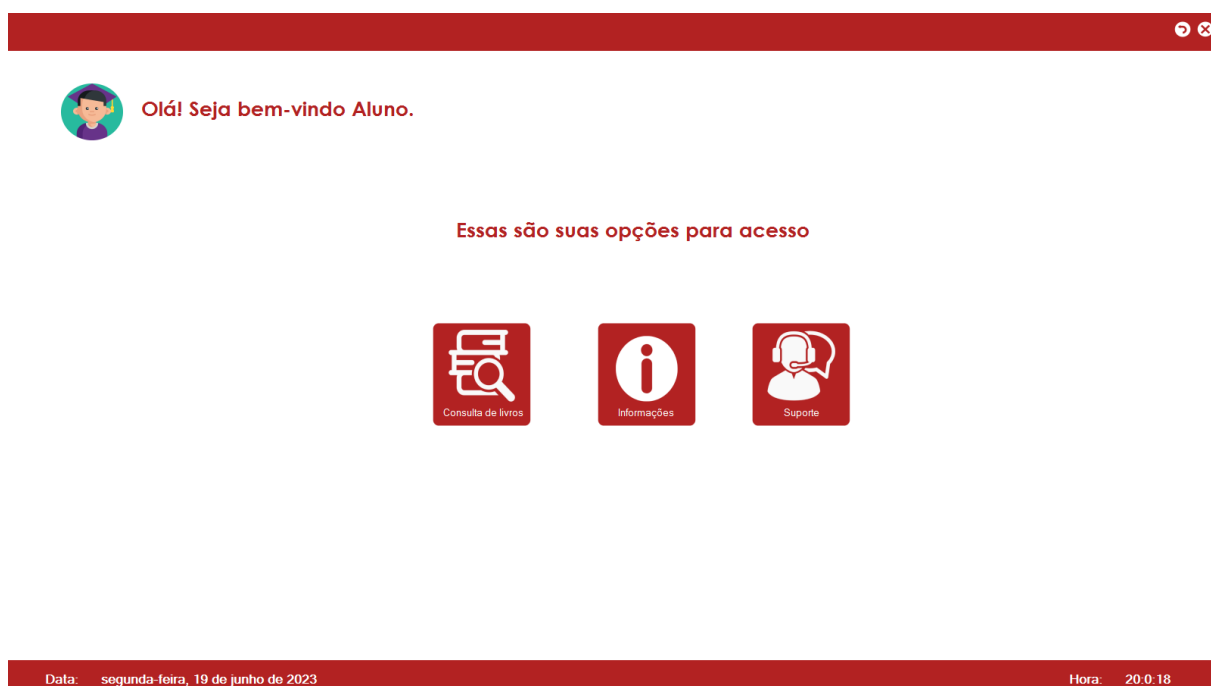 Olá! Seja bem-vindo Aluno.
Essas são suas opções para acesso
Consulta de livros
Informações
Suporte
Data: segunda-feira, 19 de junho de 2023
Hora: 20:0:18